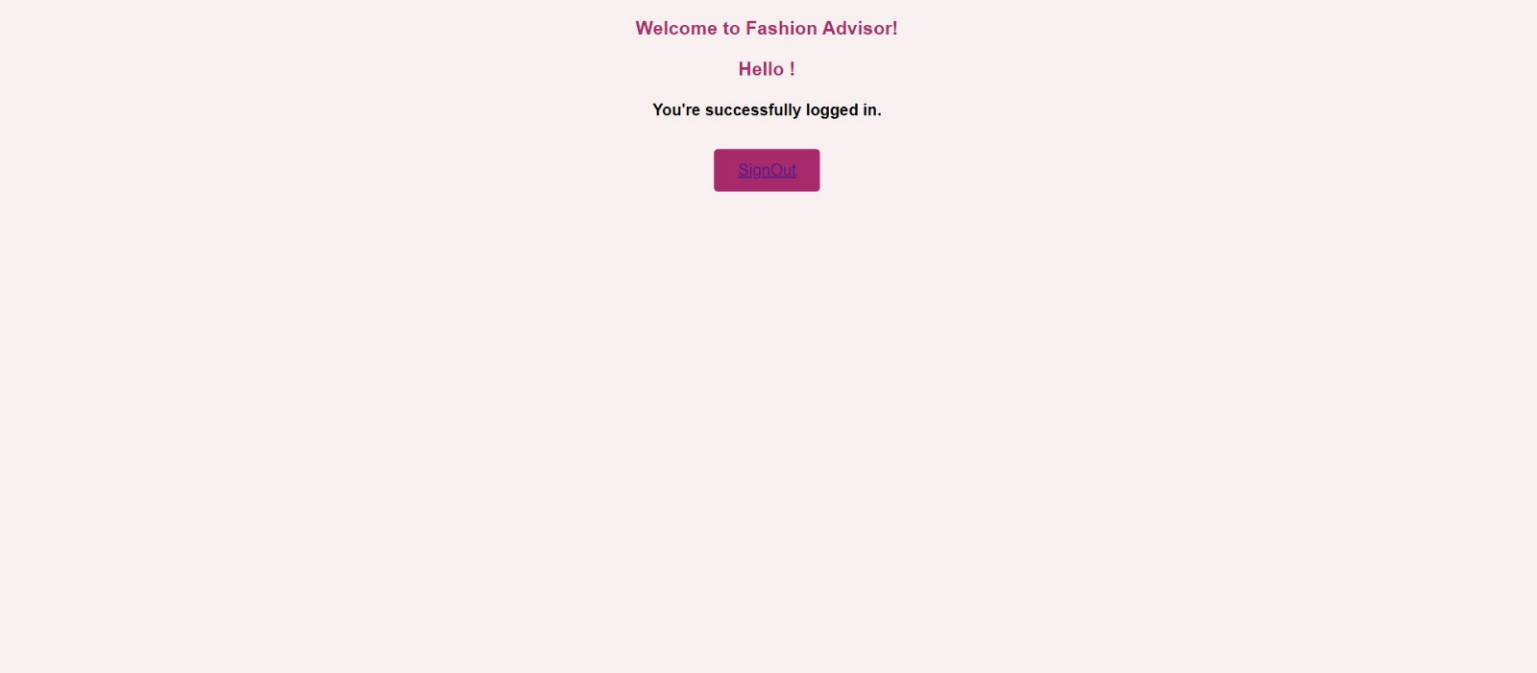 Welcome to Fashion Advisor!
Hello !
You're successfully logged in.
SignOut